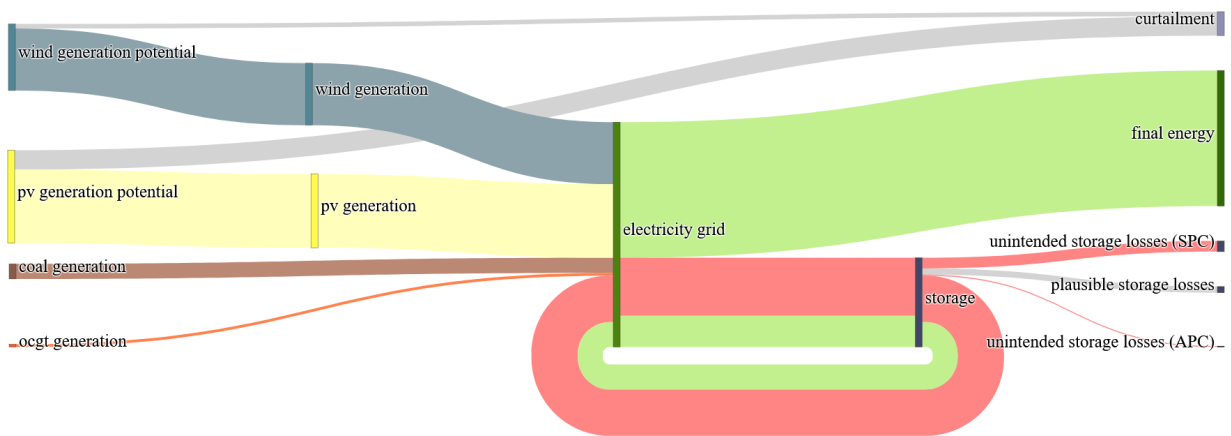 curtailment
wind generation potential
wind generation
final energy
pv generation potential
pv generation
electricity grid
unintended storage losses (SPC)
coal generation
plausible storage losses
storage
ocgt generation
unintended storage losses (APC)